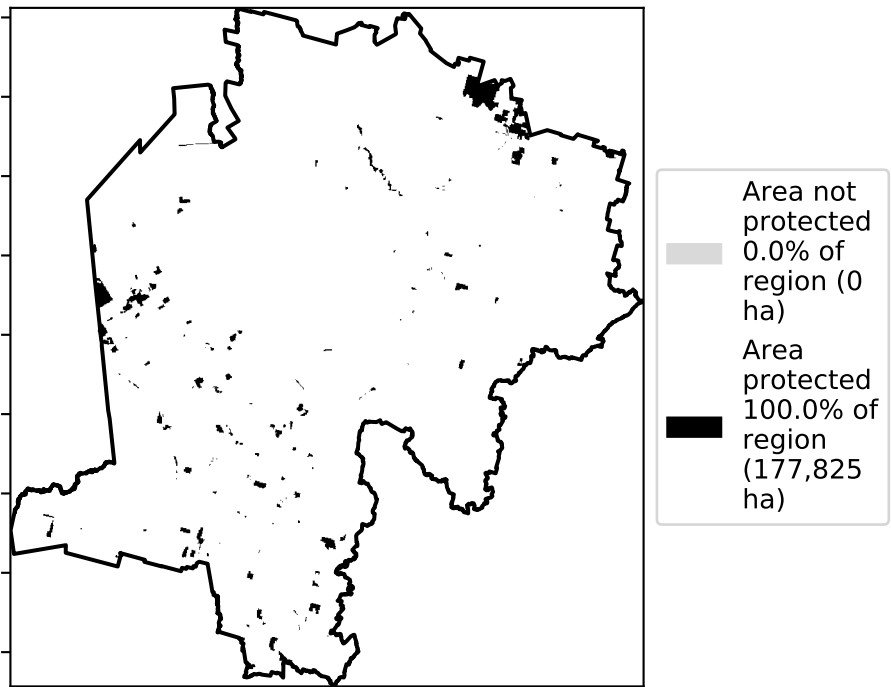 Area not
protected
0.0% of
region (0
ha)
Area
protected
100.0% of
region
(177,825
ha)